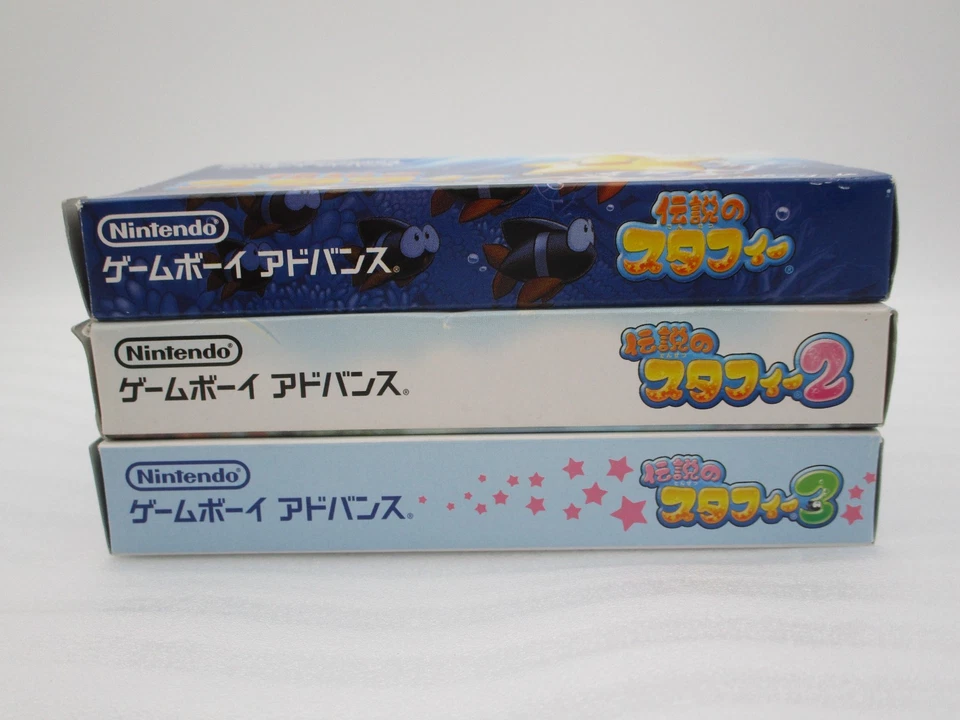 Nintendo
ゲームボーイ アドバンス®
伝説の
スタフィー®
Nintendo
ゲームボーイ アドバンス®
伝説の
スタフィー2
Nintendo
ゲームボーイ アドバンス®
伝説の
スタフィー3